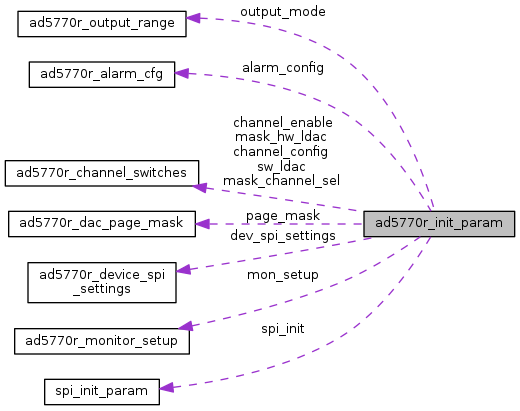 output_mode
ad5770r_output_range
alarm_config
ad5770r_alarm_cfg
channel_enable
mask_hw_ldac
channel_config
sw_ldac
mask_channel_sel
ad5770r_channel_switches
page_mask
ad5770r_dac_page_mask
ad5770r_init_param
dev_spi_settings
ad5770r_device_spi
_settings
mon_setup
ad5770r_monitor_setup
spi_init
spi_init_param